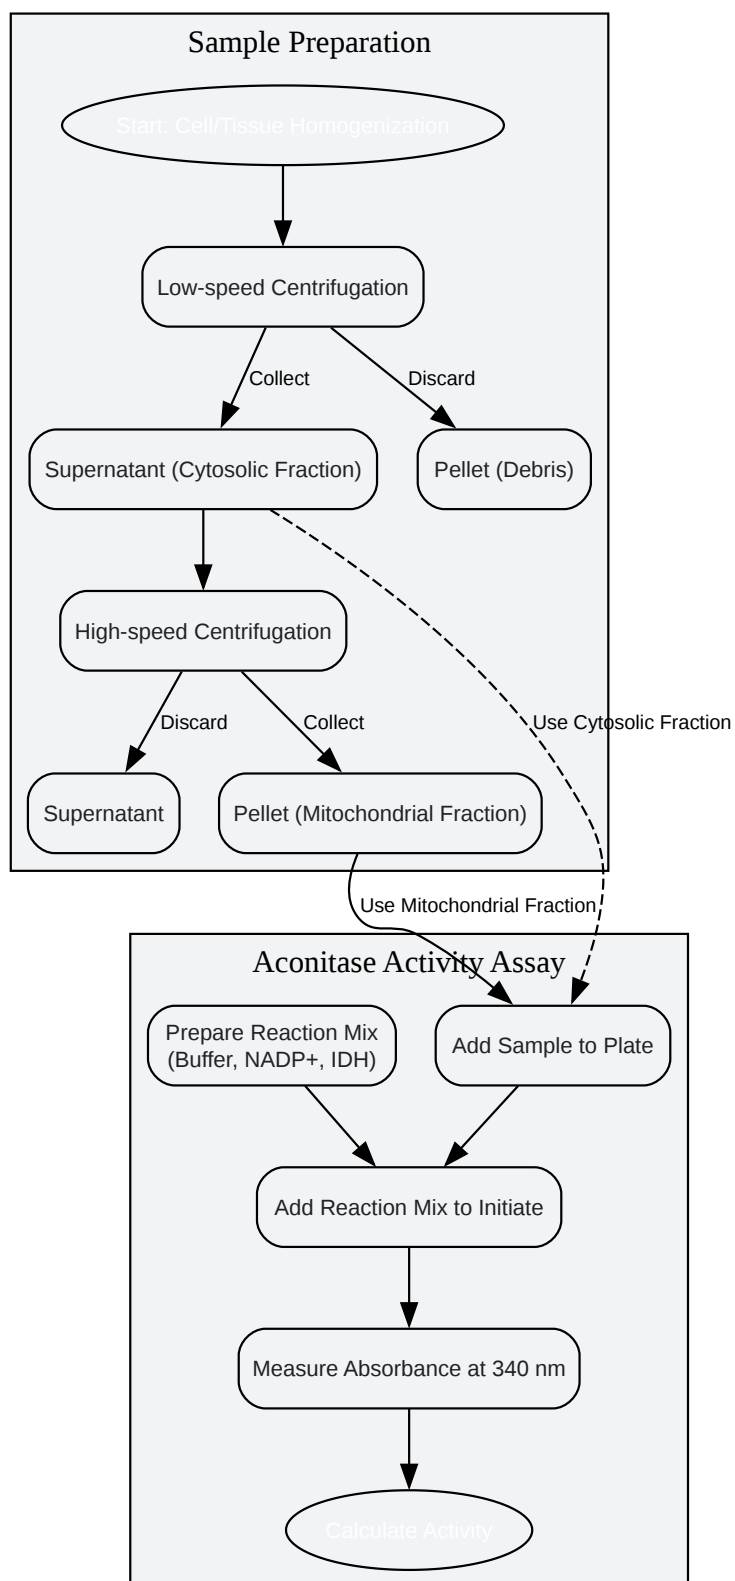 Sample Preparation
Start: Cell/Tissue Homogenization
Low-speed Centrifugation
Collect
Discard
Supernatant (Cytosolic Fraction)
Pellet (Debris)
High-speed Centrifugation
Discard
Collect
Use Cytosolic Fraction
Supernatant
Pellet (Mitochondrial Fraction)
Use Mitochondrial Fraction
Aconitase Activity Assay
Prepare Reaction Mix
(Buffer, NADP+, IDH)
Add Sample to Plate
Add Reaction Mix to Initiate
Measure Absorbance at 340 nm
Calculate Activity